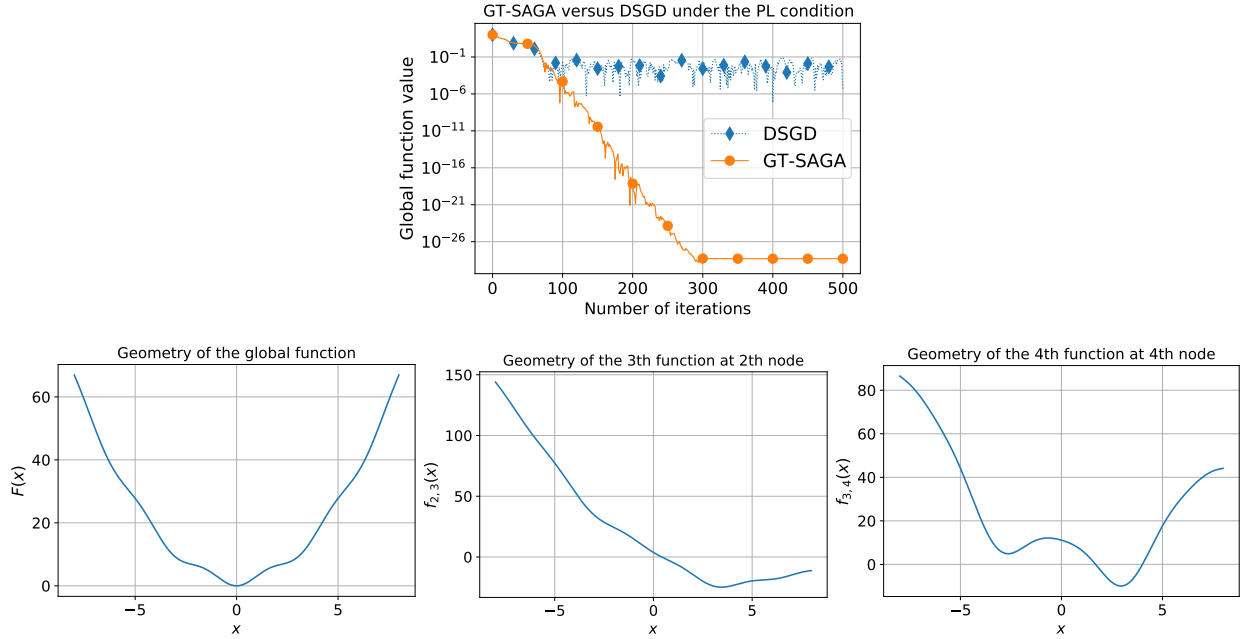 GT-SAGA versus DSGD under the PL condition
Global function value
10⁻¹
10⁻⁶
10⁻¹¹
10⁻¹⁶
10⁻²¹
10⁻²⁶
DSGD
GT-SAGA
0 100 200 300 400 500
Number of iterations
Geometry of the global function
F(x)
60
40
20
0
−5 0 5
x
Geometry of the 3th function at 2th node
f₂,₃(x)
150
100
50
0
−5 0 5
x
Geometry of the 4th function at 4th node
f₃,₄(x)
80
60
40
20
0
−5 0 5
x